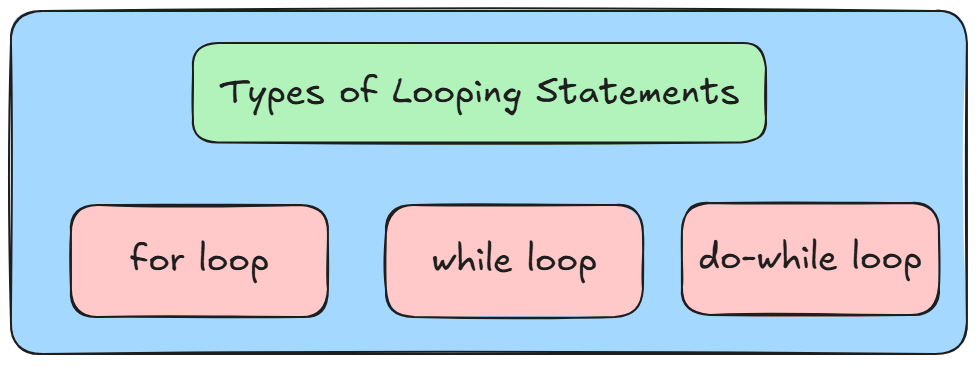 Types of Looping Statements
for loop
while loop
do-while loop